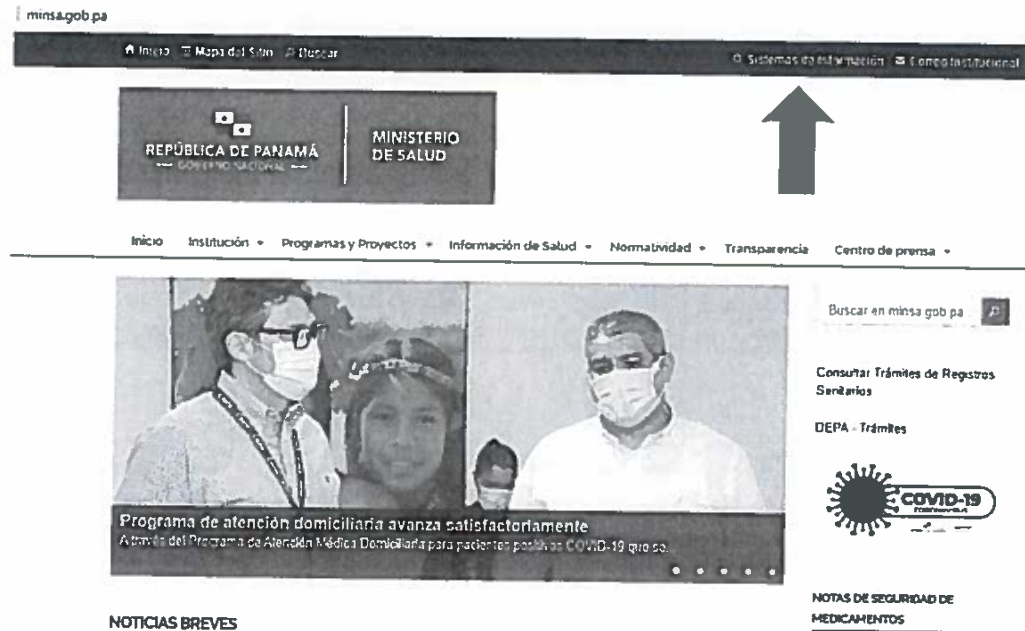 minsa.gob.pa
Inicio Mapa del Sitio Buscar
Sistemas de Información Correo Institucional
REPÚBLICA DE PANAMÁ
— GOBIERNO NACIONAL —
MINISTERIO
DE SALUD
Inicio Institución Programas y Proyectos Información de Salud Normatividad Transparencia Centro de prensa
Buscar en minsa.gob.pa
Consultar Trámites de Registros
Sanitarios
DEPA - Trámites
COVID-19
Programa de atención domiciliaria avanza satisfactoriamente
A través del Programa de Atención Médica Domiciliaria para pacientes positivos COVID-19 que se...
NOTICIAS BREVES
NOTAS DE SEGURIDAD DE
MEDICAMENTOS